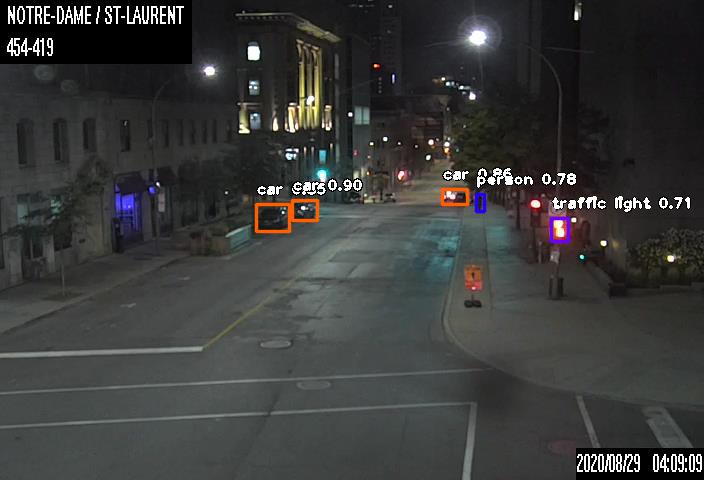 NOTRE-DAME / ST-LAURENT
454-419
car 0.90
car 0.86
person 0.78
traffic light 0.71
2020/08/29 04:09:09